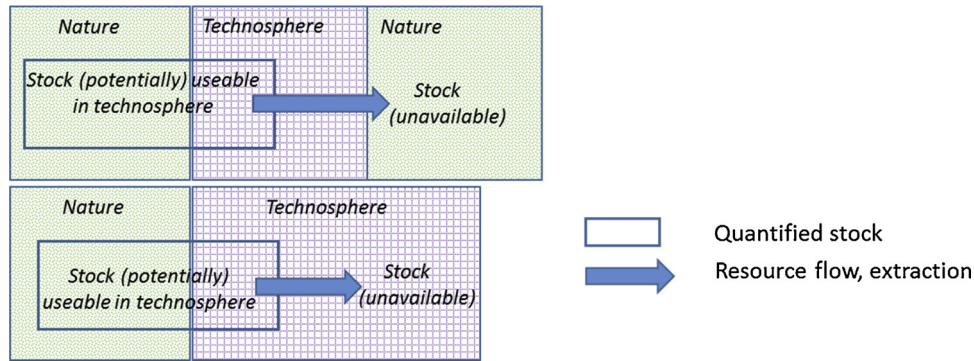 Nature
Technosphere
Nature
Stock (potentially) useable
in technosphere
Stock
(unavailable)
Nature
Technosphere
Stock (potentially)
useable in technosphere
Stock
(unavailable)
Quantified stock
Resource flow, extraction